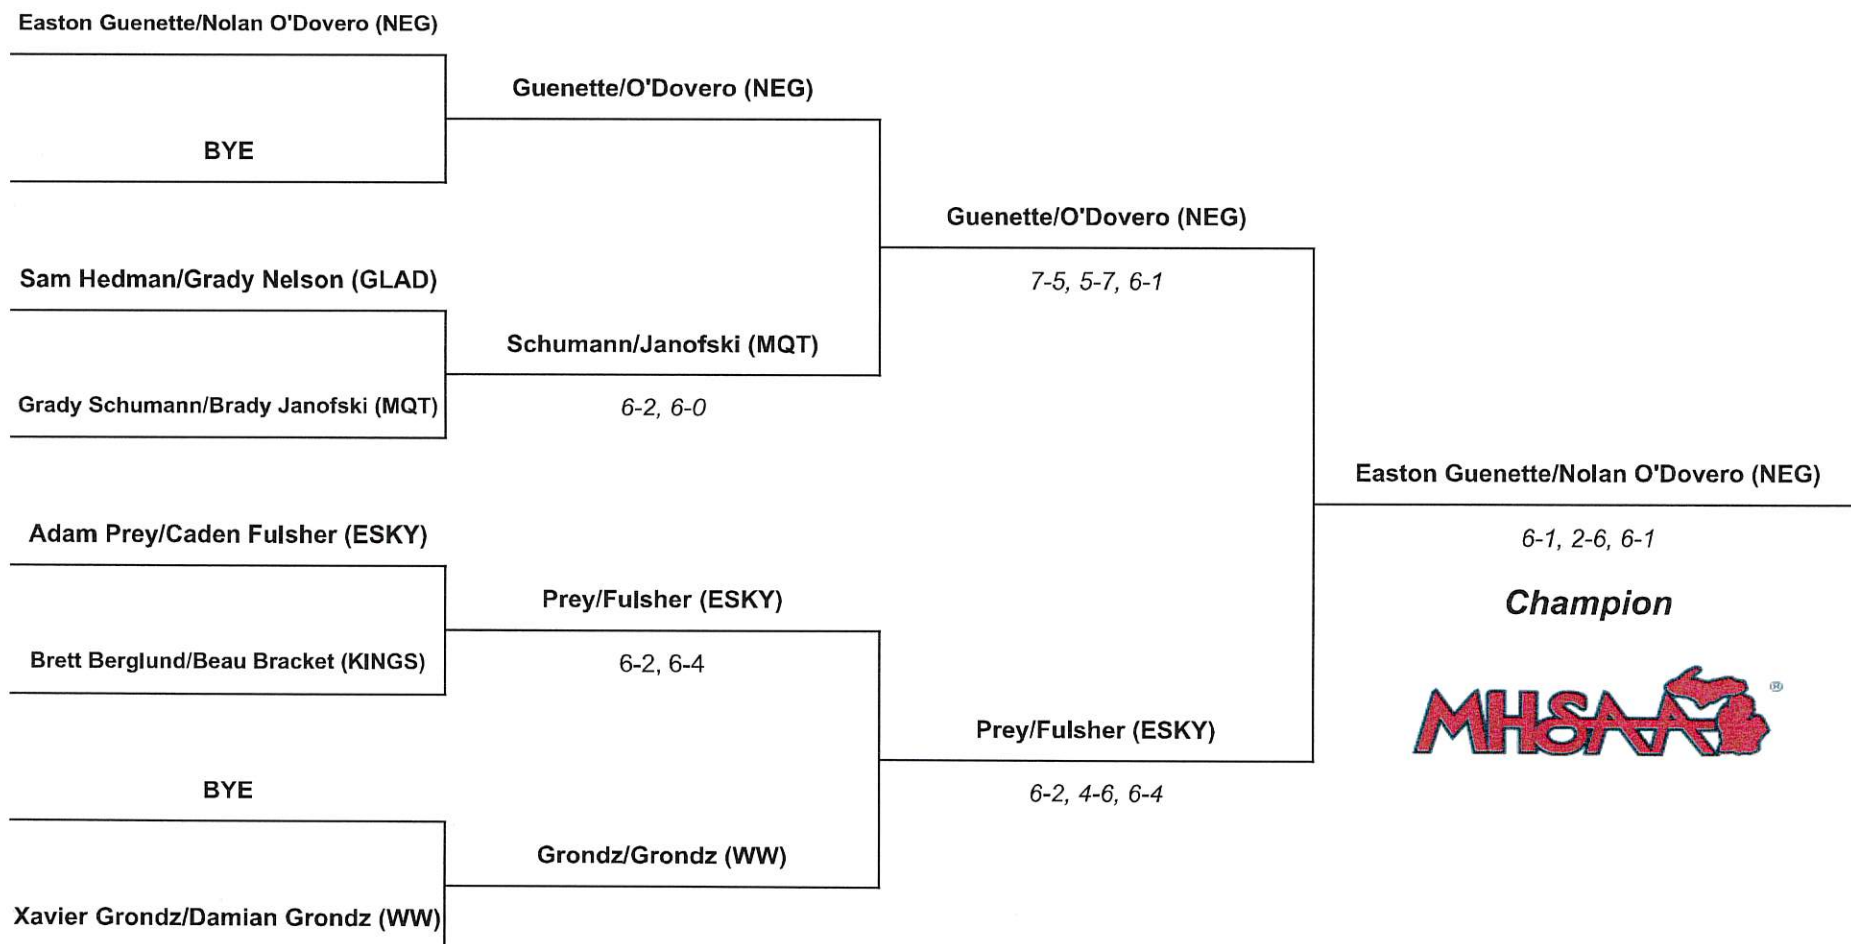 Easton Guenette/Nolan O'Dovero (NEG)
Guenette/O'Dovero (NEG)
BYE
Guenette/O'Dovero (NEG)
7-5, 5-7, 6-1
Sam Hedman/Grady Nelson (GLAD)
Schumann/Janofski (MQT)
6-2, 6-0
Grady Schumann/Brady Janofski (MQT)
Easton Guenette/Nolan O'Dovero (NEG)
6-1, 2-6, 6-1
Champion
MHSAA®
Adam Prey/Caden Fulsher (ESKY)
Prey/Fulsher (ESKY)
6-2, 6-4
Brett Berglund/Beau Bracket (KINGS)
Prey/Fulsher (ESKY)
6-2, 4-6, 6-4
BYE
Grondz/Grondz (WW)
Xavier Grondz/Damian Grondz (WW)